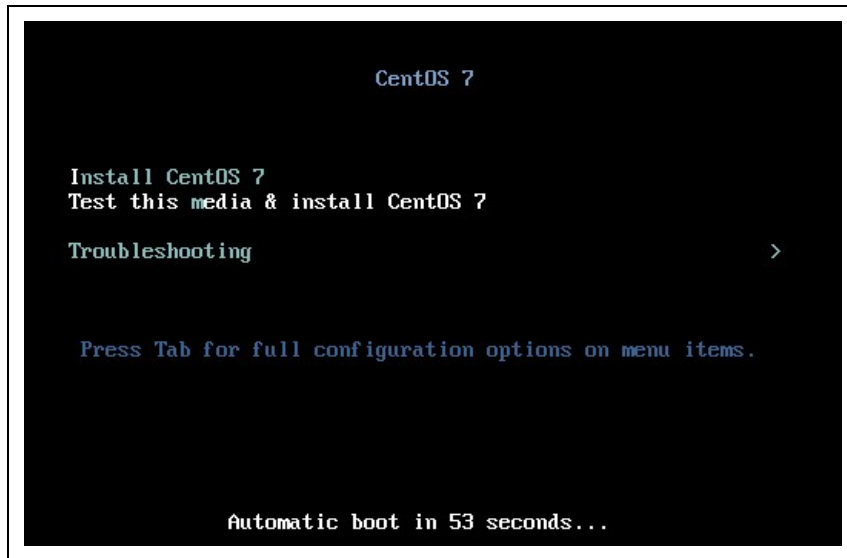 CentOS 7
Install CentOS 7
Test this media & install CentOS 7
Troubleshooting >
Press Tab for full configuration options on menu items.
Automatic boot in 53 seconds...